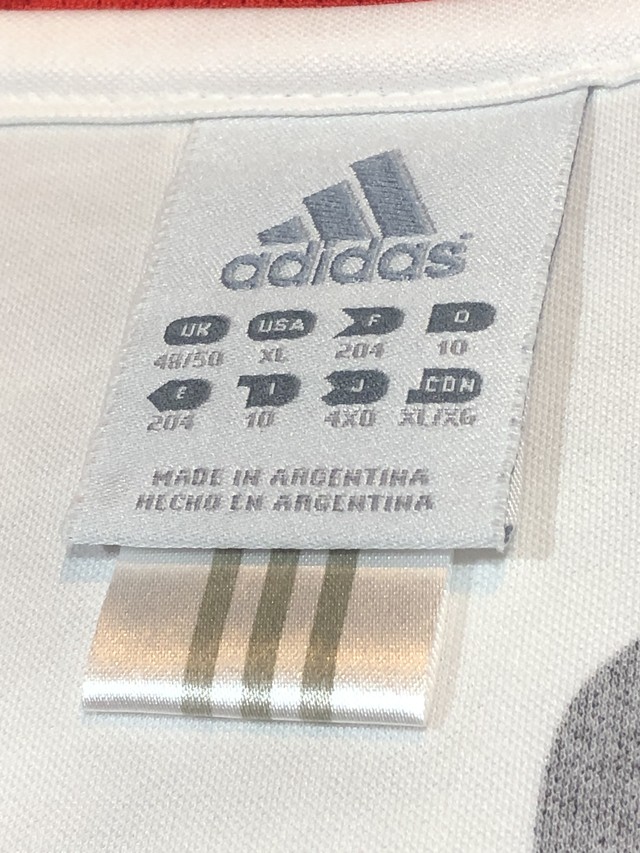 adidas
UK USA F D
48/50 XL 204 10
E I J CDN
204 10 4XO XL/XG
MADE IN ARGENTINA
HECHO EN ARGENTINA